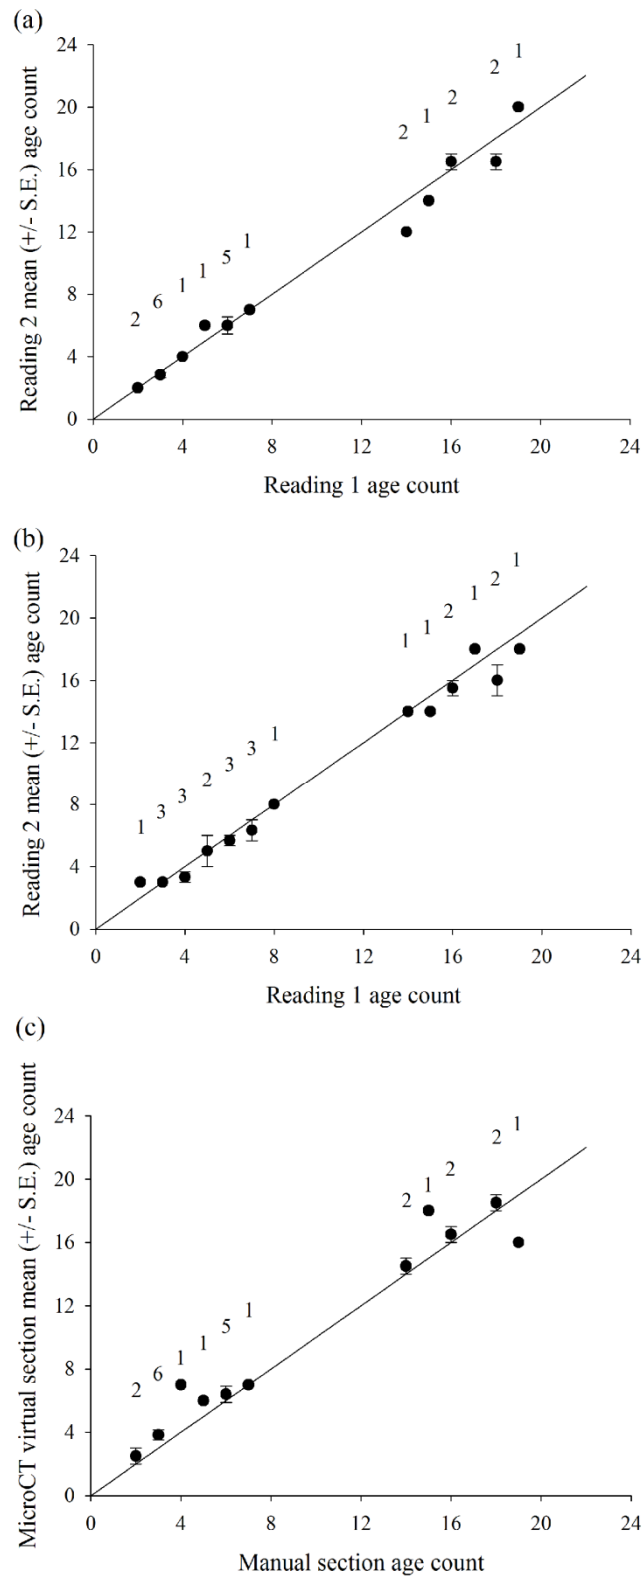 (a)
24
20
16
12
8
4
0
Reading 2 mean (+/- S.E.) age count
2 6 1 1 5 1 2 1 2 2 1
0 4 8 12 16 20 24
Reading 1 age count
(b)
24
20
16
12
8
4
0
Reading 2 mean (+/- S.E.) age count
1 3 3 2 3 3 1 1 1 2 1 2 1
0 4 8 12 16 20 24
Reading 1 age count
(c)
24
20
16
12
8
4
0
MicroCT virtual section mean (+/- S.E.) age count
2 6 1 1 5 1 2 1 2 2 1
0 4 8 12 16 20 24
Manual section age count